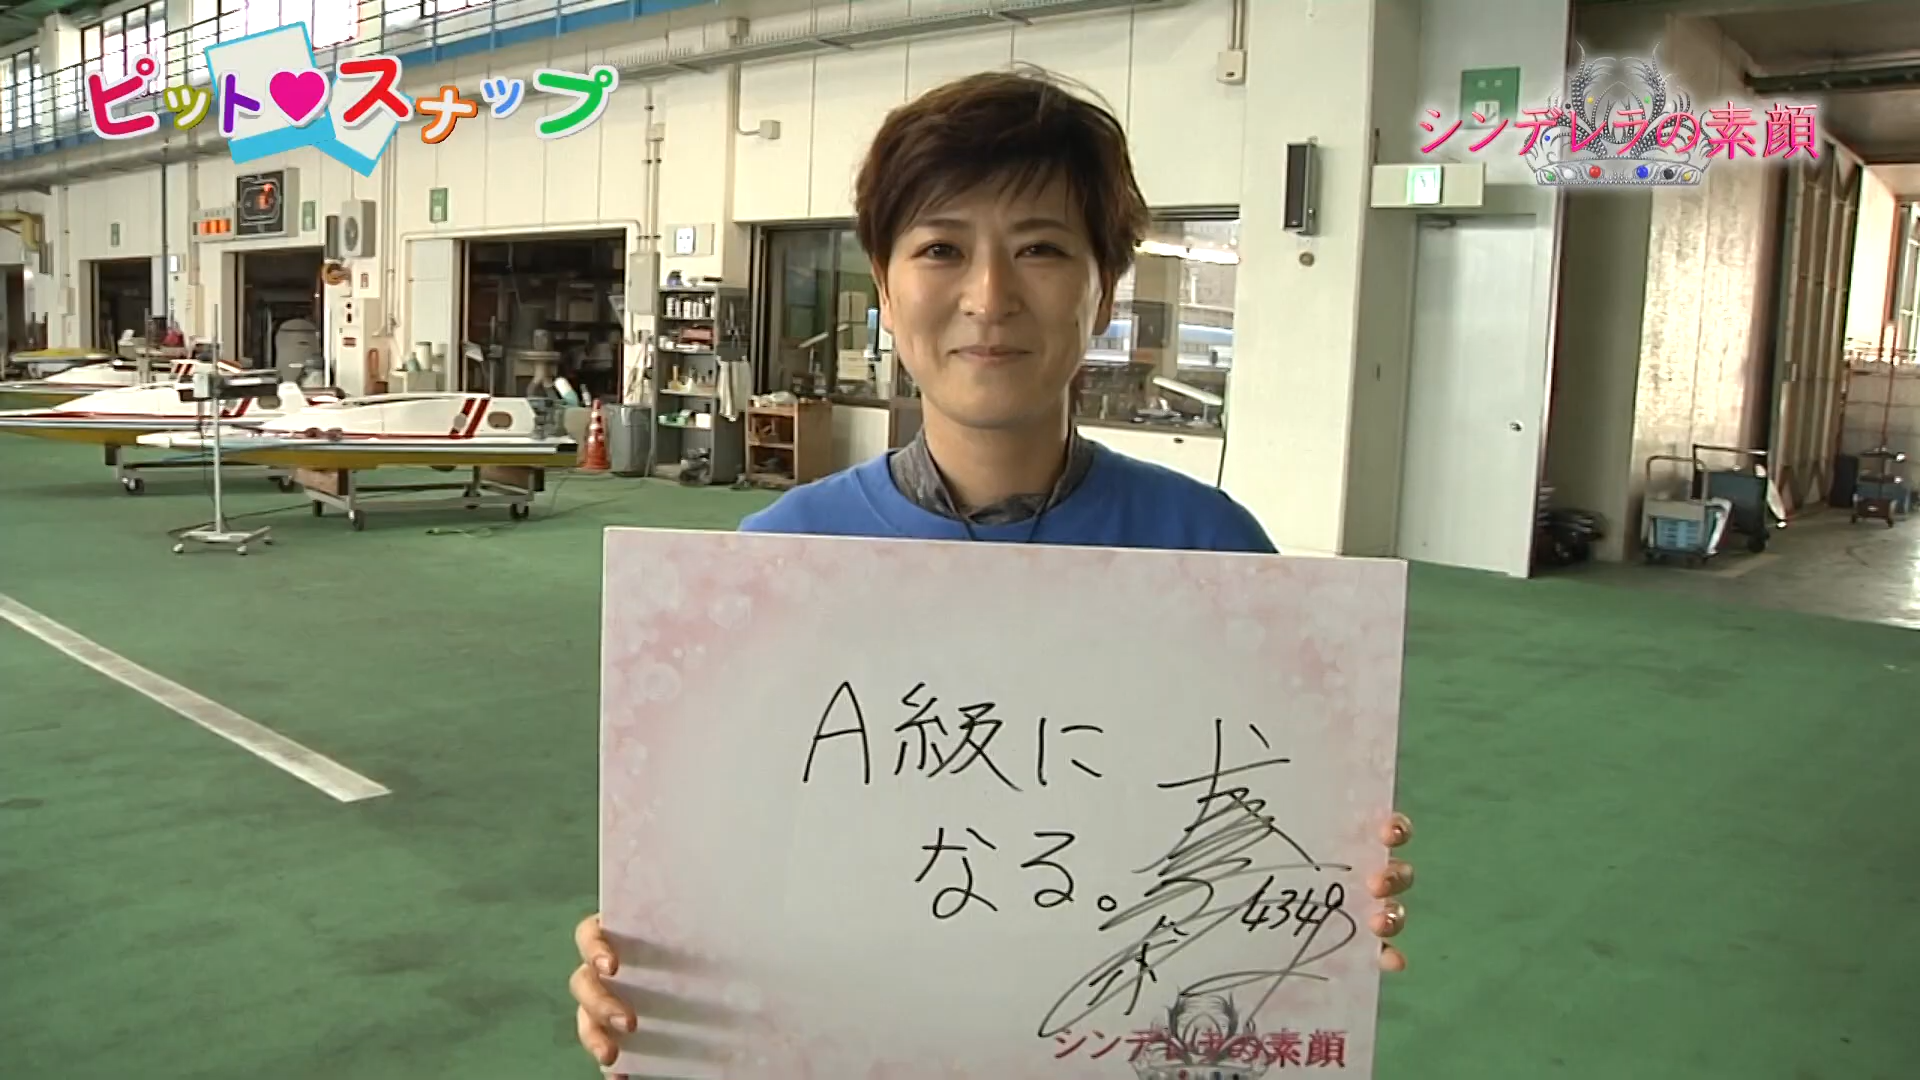 ピット♥スナップ
シンデレラの素顔
A級に
なる。
4349
シンデレラの素顔